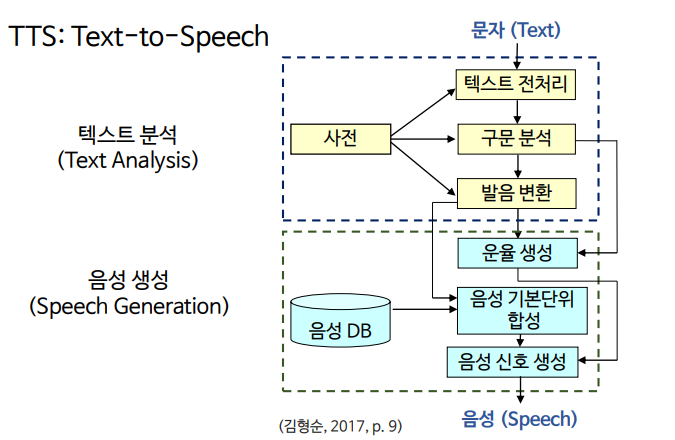 TTS: Text-to-Speech
문자 (Text)
텍스트 분석
(Text Analysis)
사전
텍스트 전처리
구문 분석
발음 변환
음성 생성
(Speech Generation)
운율 생성
음성 DB
음성 기본단위
합성
음성 신호 생성
음성 (Speech)
(김형순, 2017, p. 9)